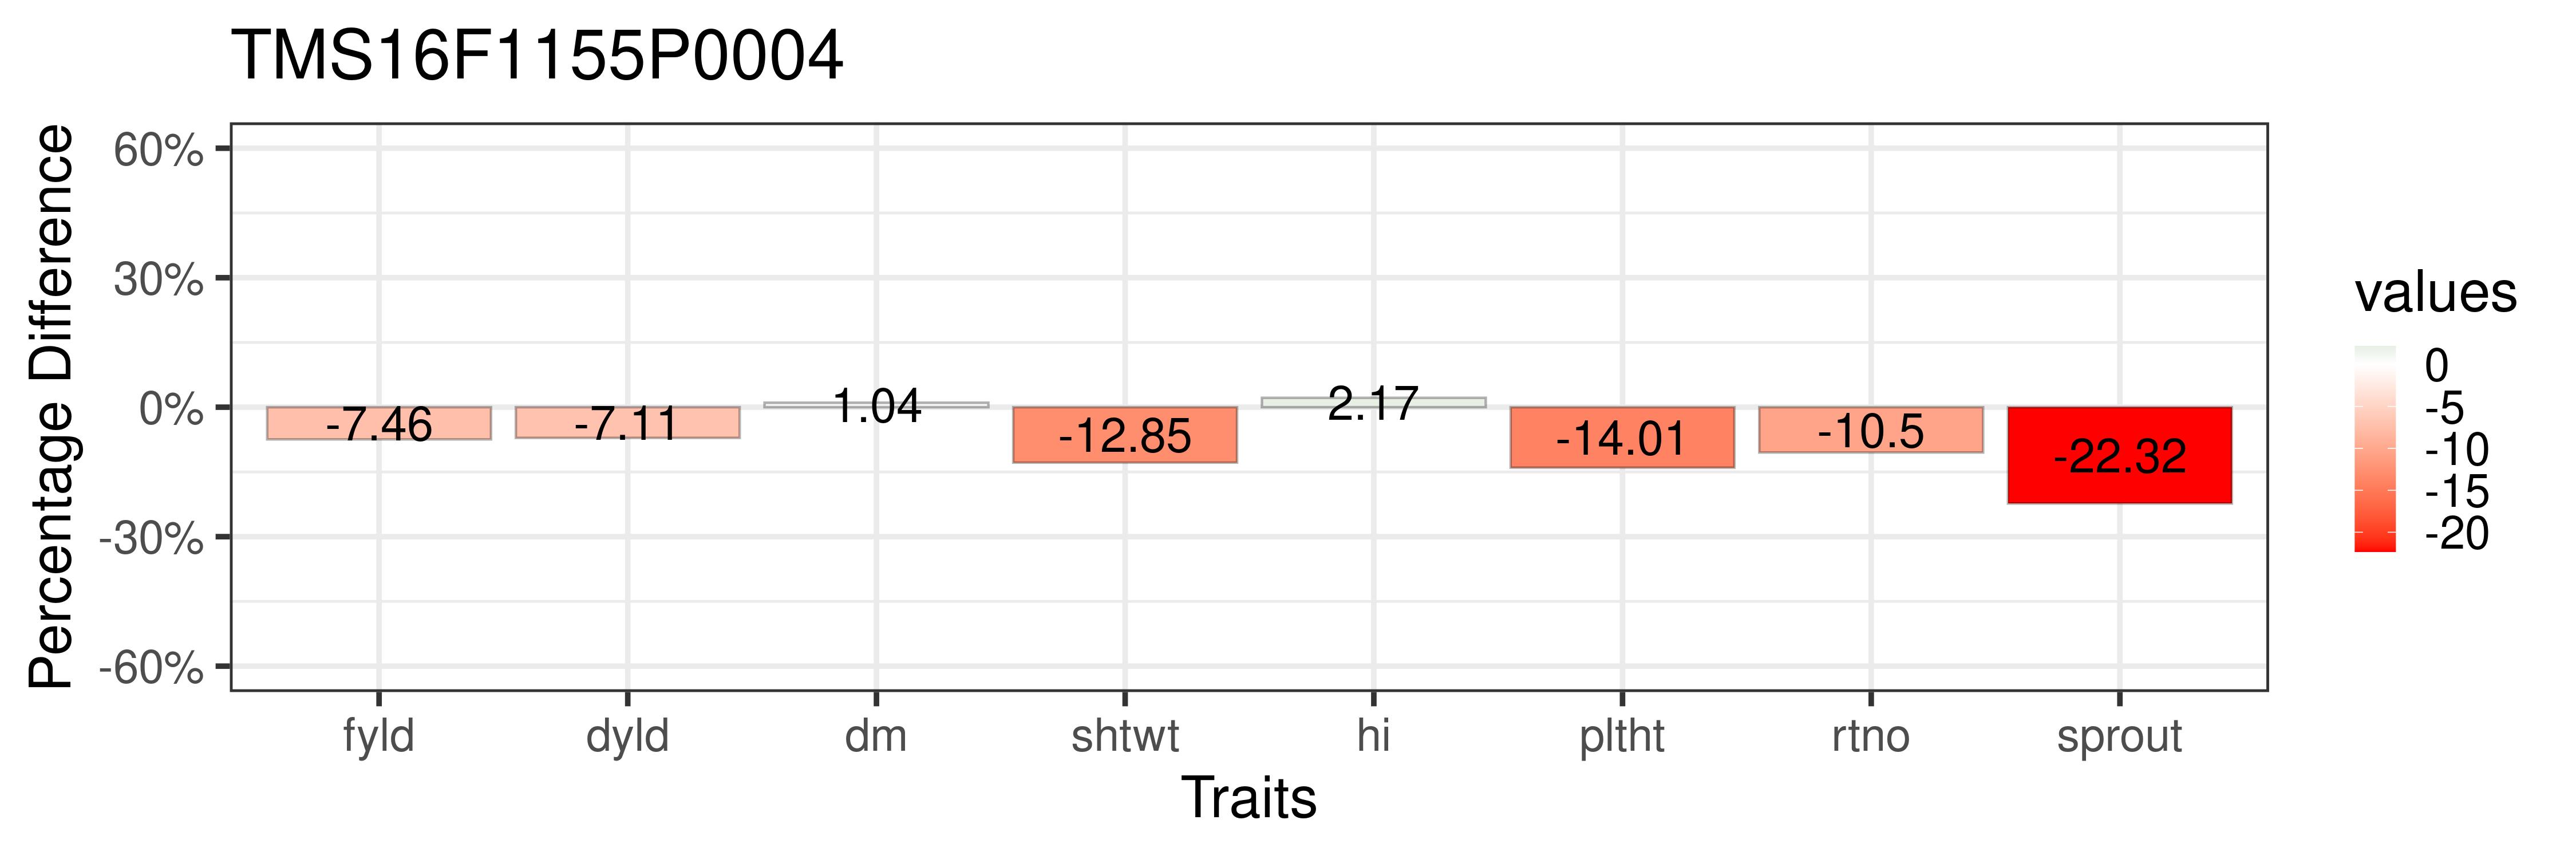 TMS16F1155P0004
Percentage Difference
60%
30%
0%
-30%
-60%
-7.46
-7.11
1.04
-12.85
2.17
-14.01
-10.5
-22.32
fyld
dyld
dm
shtwt
hi
pltht
rtno
sprout
Traits
values
0
-5
-10
-15
-20